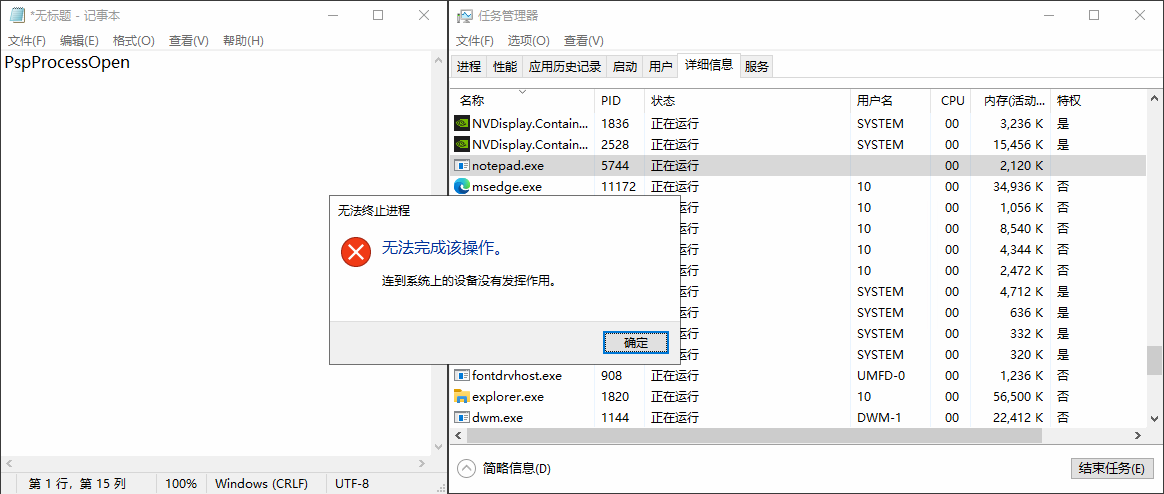 *无标题 - 记事本
文件(F) 编辑(E) 格式(O) 查看(V) 帮助(H)
PspProcessOpen
第 1 行，第 15 列 100% Windows (CRLF) UTF-8
任务管理器
文件(F) 选项(O) 查看(V)
进程 性能 应用历史记录 启动 用户 详细信息 服务
名称 PID 状态 用户名 CPU 内存(活动... 特权
NVDisplay.Contain... 1836 正在运行 SYSTEM 00 3,236 K 是
NVDisplay.Contain... 2528 正在运行 SYSTEM 00 15,456 K 是
notepad.exe 5744 正在运行 00 2,120 K
msedge.exe 11172 正在运行 10 00 34,936 K 否
行 10 00 1,056 K 否
行 10 00 8,540 K 否
行 10 00 4,344 K 否
行 10 00 2,472 K 否
行 SYSTEM 00 4,712 K 是
行 SYSTEM 00 636 K 是
行 SYSTEM 00 332 K 是
行 SYSTEM 00 320 K 是
fontdrvhost.exe 908 正在运行 UMFD-0 00 1,236 K 否
explorer.exe 1820 正在运行 10 00 56,500 K 否
dwm.exe 1144 正在运行 DWM-1 00 22,412 K 否
简略信息(D) 结束任务(E)
无法终止进程
无法完成该操作。
连到系统上的设备没有发挥作用。
确定